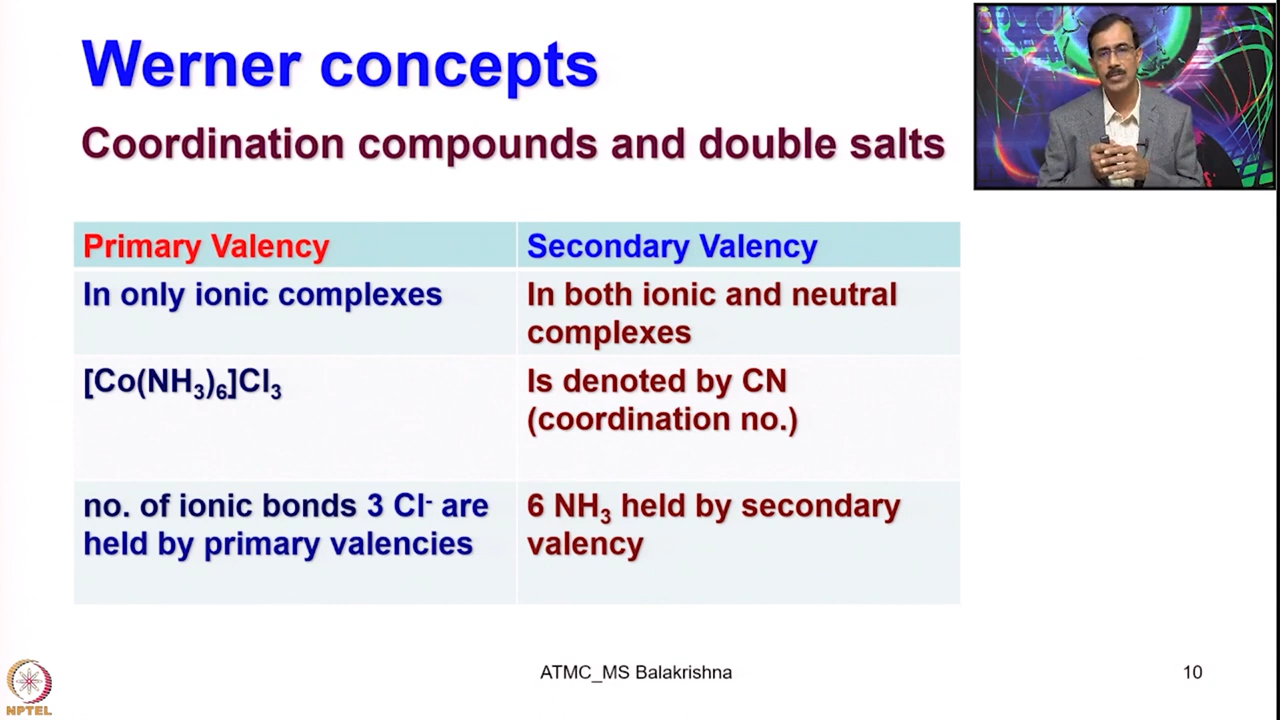 Werner concepts
Coordination compounds and double salts
Primary Valency
Secondary Valency
In only ionic complexes
In both ionic and neutral
complexes
[Co(NH₃)₆]Cl₃
Is denoted by CN
(coordination no.)
no. of ionic bonds 3 Cl⁻ are
held by primary valencies
6 NH₃ held by secondary
valency
NPTEL
ATMC_MS Balakrishna
10